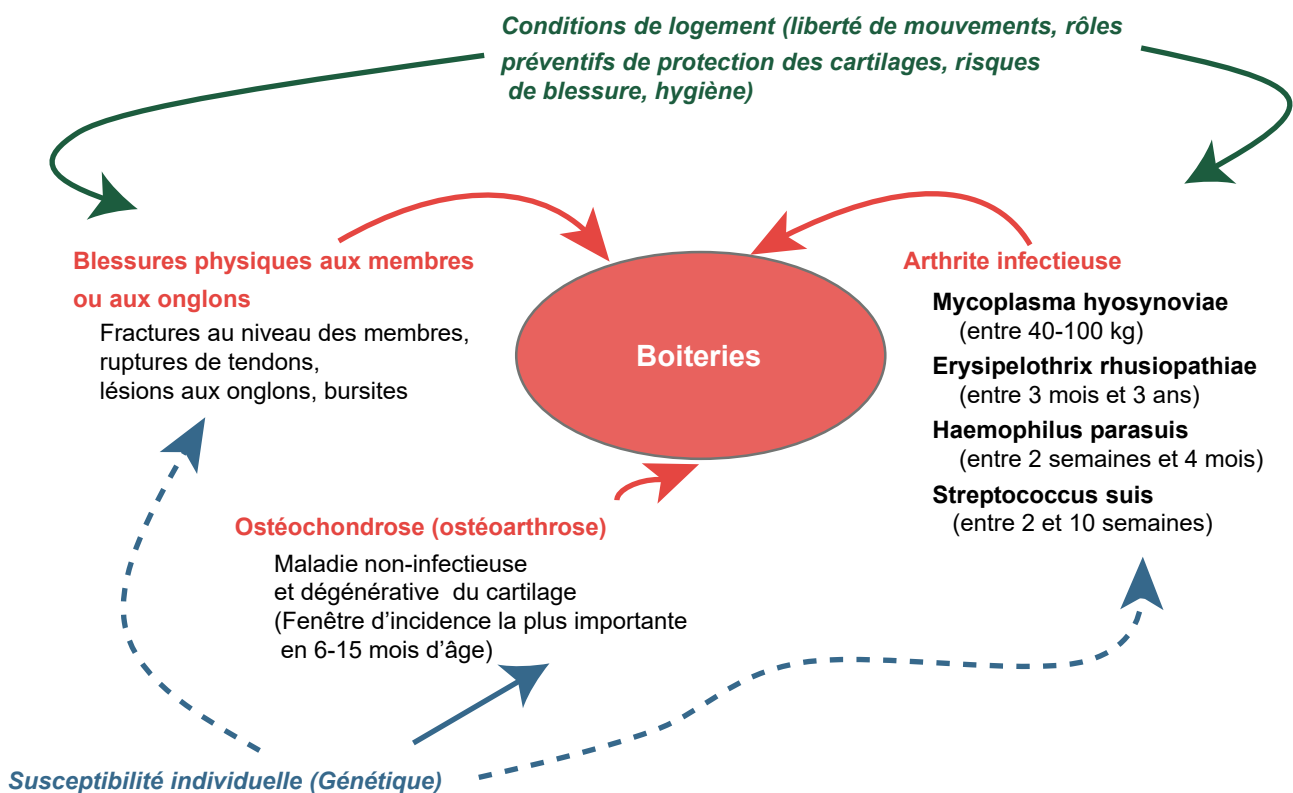 Conditions de logement (liberté de mouvements, rôles
préventifs de protection des cartilages, risques
de blessure, hygiène)
Blessures physiques aux membres
ou aux onglons
Fractures au niveau des membres,
ruptures de tendons,
lésions aux onglons, bursites
Boiteries
Arthrite infectieuse
Mycoplasma hyosynoviae
(entre 40-100 kg)
Erysipelothrix rhusiopathiae
(entre 3 mois et 3 ans)
Haemophilus parasuis
(entre 2 semaines et 4 mois)
Streptococcus suis
(entre 2 et 10 semaines)
Ostéochondrose (ostéoarthrose)
Maladie non-infectieuse
et dégénérative du cartilage
(Fenêtre d'incidence la plus importante
en 6-15 mois d'âge)
Susceptibilité individuelle (Génétique)